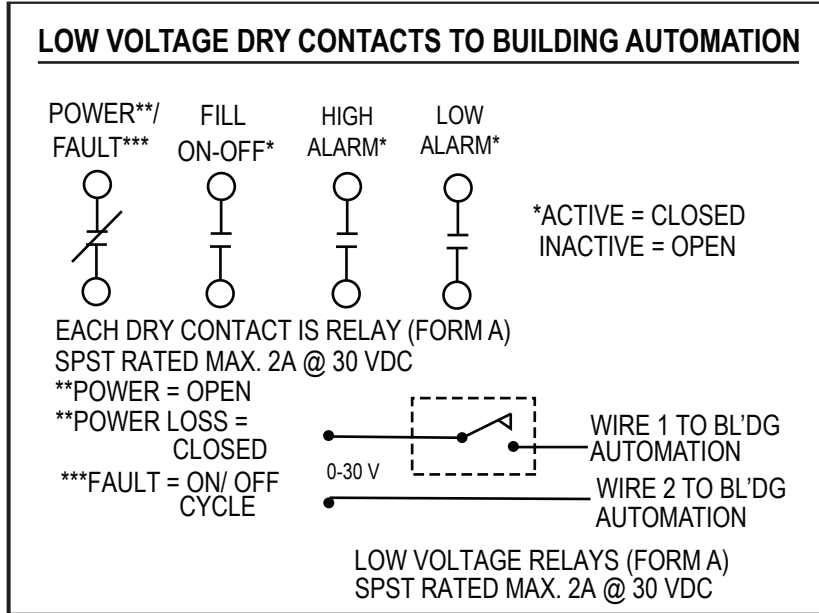 LOW VOLTAGE DRY CONTACTS TO BUILDING AUTOMATION
POWER**/
FAULT***
FILL
ON-OFF*
HIGH
ALARM*
LOW
ALARM*
*ACTIVE = CLOSED
INACTIVE = OPEN
EACH DRY CONTACT IS RELAY (FORM A)
SPST RATED MAX. 2A @ 30 VDC
**POWER = OPEN
**POWER LOSS =
CLOSED
***FAULT = ON/ OFF
CYCLE
0-30 V
WIRE 1 TO BL'DG
AUTOMATION
WIRE 2 TO BL'DG
AUTOMATION
LOW VOLTAGE RELAYS (FORM A)
SPST RATED MAX. 2A @ 30 VDC